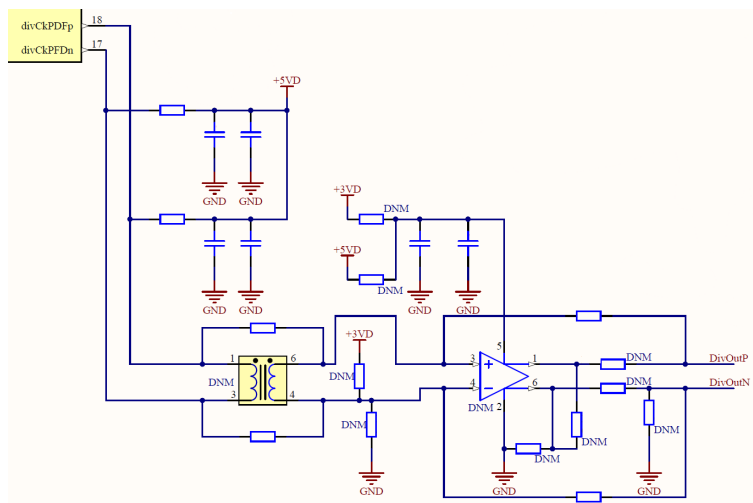 divCkPDFp 18
divCkPFDn 17
+5VD
GND GND
+3VD
DNM
+5VD
GND GND
DNM
GND GND
+3VD
5
1 6
3 1
DNM DivOutP
DNM
DNM
3 4
4 6
DNM DivOutN
DNM 2
DNM
DNM
DNM
GND
GND
GND